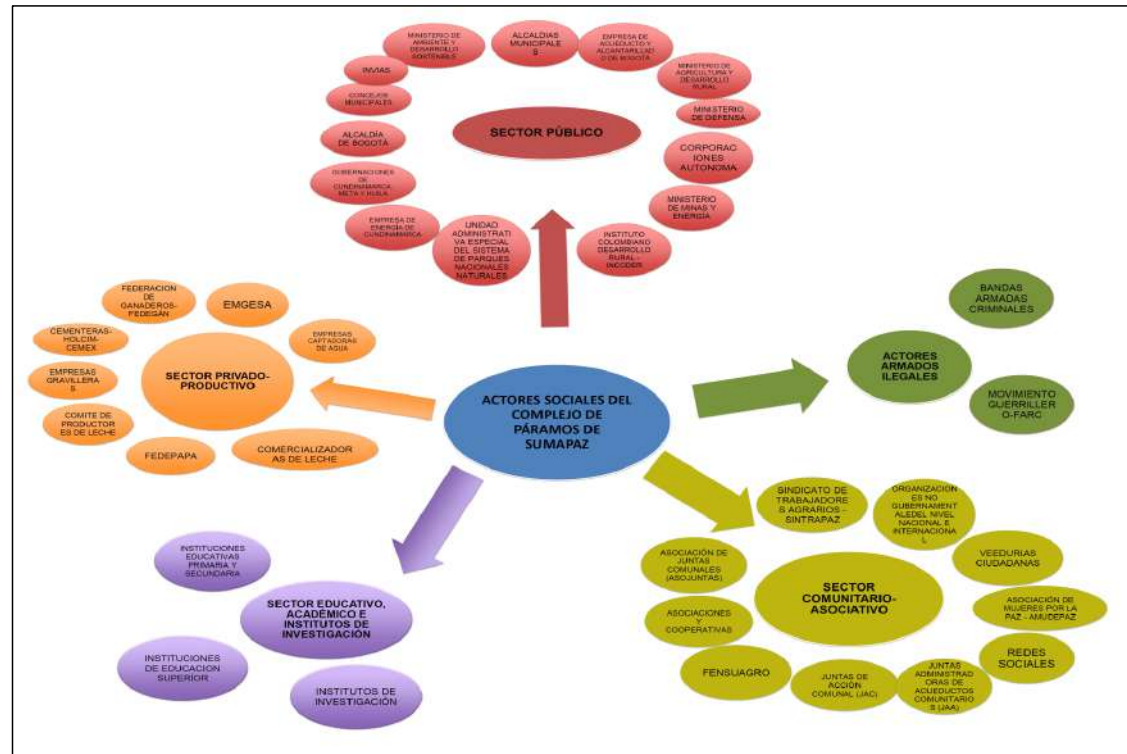 MINISTERIO DE
AMBIENTE Y
DESARROLLO
SOSTENIBLE
ALCALDIAS
MUNICIPALE
S
EMPRESA DE
ACUEDUCTO Y
ALCANTARILLAD
O DE BOGOTÁ
INVIAS
MINISTERIO DE
AGRICULTURA Y
DESARROLLO
RURAL
CONCEJOS
MUNICIPALES
MINISTERIO
DE DEFENSA
SECTOR PÚBLICO
ALCALDÍA
DE BOGOTÁ
CORPORAC
IONES
AUTONOMA
GOBERNACIONES
DE
CUNDINAMARCA,
META Y HUILA
MINISTERIO
DE MINAS Y
ENERGÍA
EMPRESA DE
ENERGÍA DE
CUNDINAMARCA
UNIDAD
ADMINISTRATI
VA ESPECIAL
DEL SISTEMA
DE PARQUES
NACIONALES
NATURALES
INSTITUTO
COLOMBIANO
DESARROLLO
RURAL -
INCODER
FEDERACION
DE
GANADEROS-
FEDEGÁN
EMGESA
CEMENTERAS-
HOLCIM-
CEMEX
EMPRESAS
CAPTADORAS
DE AGUA
SECTOR PRIVADO-
PRODUCTIVO
EMPRESAS
GRAVILLERA
S
COMITE DE
PRODUCTOR
ES DE LECHE
FEDEPAPA
COMERCIALIZADOR
AS DE LECHE
ACTORES SOCIALES DEL
COMPLEJO DE
PÁRAMOS DE
SUMAPAZ
BANDAS
ARMADAS
CRIMINALES
ACTORES
ARMADOS
ILEGALES
MOVIMIENTO
GUERRILLER
O-FARC
INSTITUCIONES
EDUCATIVAS
PRIMARIA Y
SECUNDARIA
SECTOR EDUCATIVO,
ACADÉMICO E
INSTITUTOS DE
INVESTIGACIÓN
INSTITUCIONES
DE EDUCACION
SUPERIOR
INSTITUTOS DE
INVESTIGACIÓN
SINDICATO DE
TRABAJADORE
S AGRARIOS -
SINTRAPAZ
ORGANIZACION
ES NO
GUBERNAMENT
ALEDEL NIVEL
NACIONAL E
INTERNACIONA
L
ASOCIACIÓN DE
JUNTAS
COMUNALES
(ASOJUNTAS)
VEEDURIAS
CIUDADANAS
SECTOR
COMUNITARIO-
ASOCIATIVO
ASOCIACIONES
Y
COOPERATIVAS
ASOCIACIÓN DE
MUJERES POR LA
PAZ - AMUDEPAZ
FENSUAGRO
REDES
SOCIALES
JUNTAS DE
ACCIÓN
COMUNAL (JAC)
JUNTAS
ADMINISTRAD
ORAS DE
ACUEDUCTOS
COMUNITARIO
S (JAA)